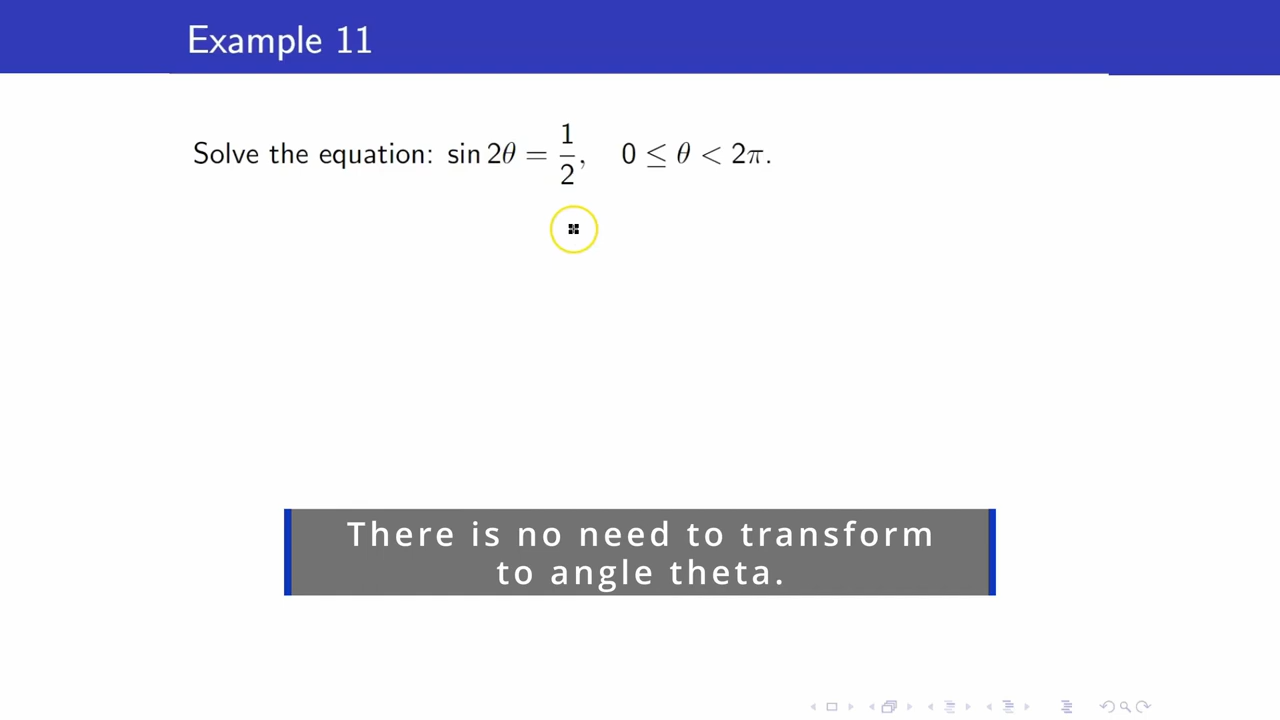 Example 11
Solve the equation: sin 2θ = 1/2, 0 ≤ θ < 2π.
There is no need to transform
to angle theta.